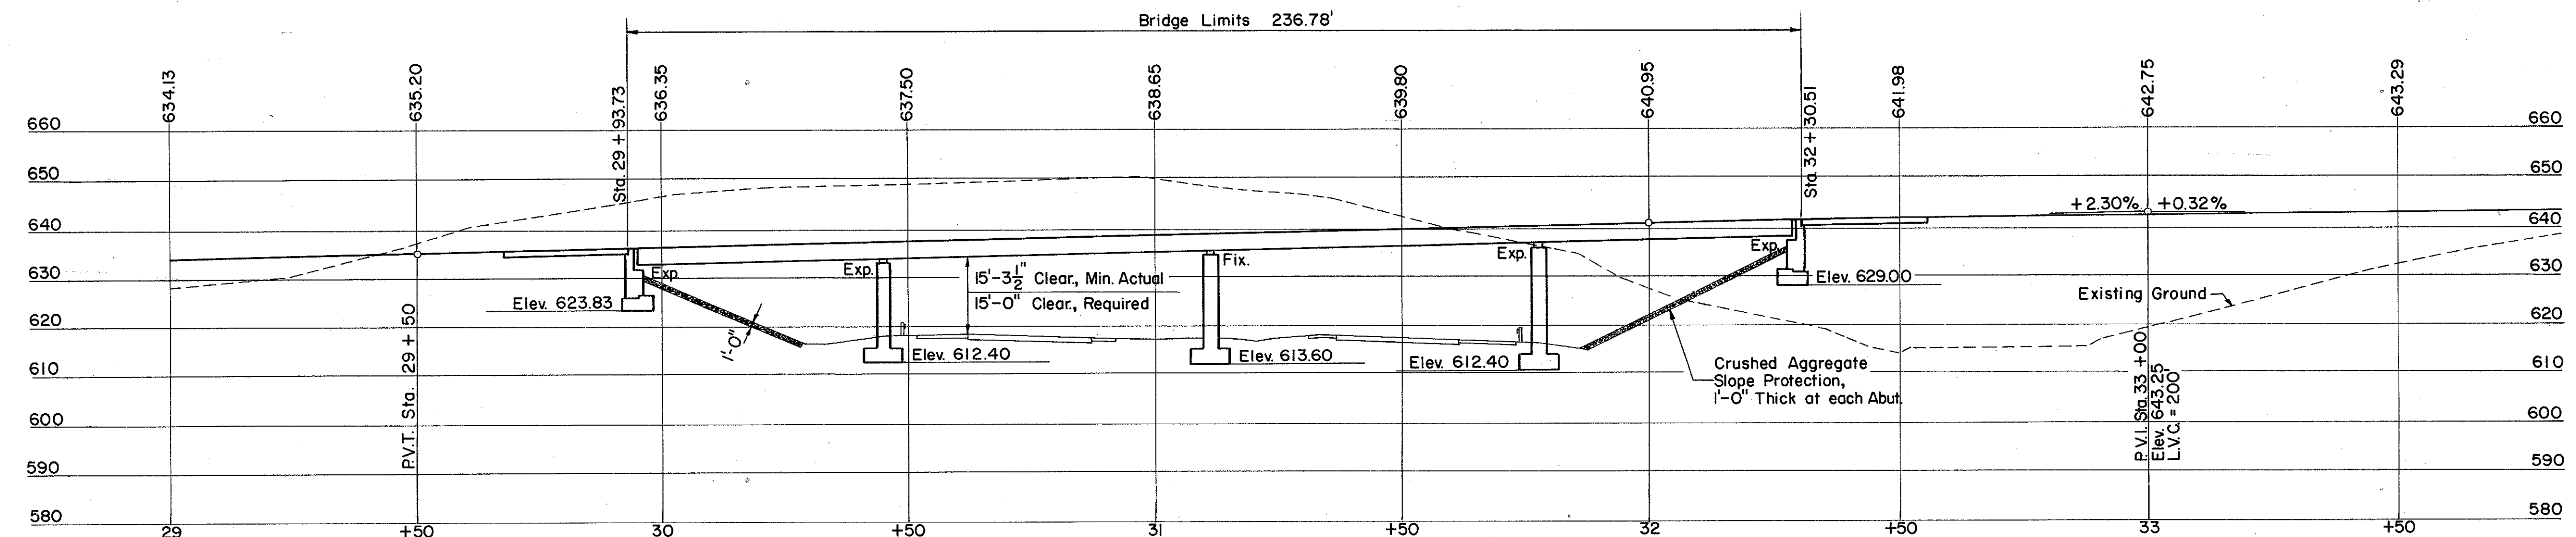 Bridge Limits 236.78'
634.13
635.20
Sta. 29 + 93.73
636.35
637.50
638.65
639.80
640.95
Sta. 32 + 30.51
641.98
642.75
643.29
660
660
650
650
+2.30%
+0.32%
640
640
Exp.
Exp.
Fix.
Exp.
Exp.
630
630
15'-3 1/2" Clear., Min. Actual
15'-0" Clear., Required
Elev. 623.83
Elev. 629.00
Existing Ground
620
620
1'-0"
Elev. 612.40
Elev. 613.60
Elev. 612.40
Crushed Aggregate
Slope Protection,
1'-0" Thick at each Abut.
610
610
P.V.T. Sta. 29 + 50
P.V.I. Sta. 33 + 00
Elev. 643.25
L.V.C. = 200'
600
600
590
590
580
580
29
+50
30
+50
31
+50
32
+50
33
+50